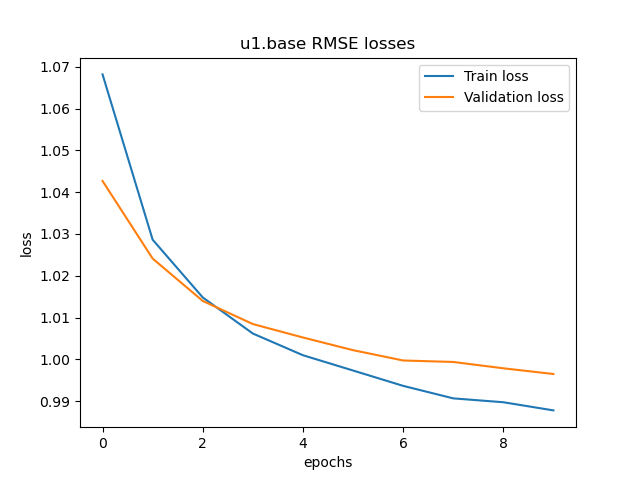 u1.base RMSE losses
Train loss
Validation loss
1.07
1.06
1.05
1.04
1.03
1.02
1.01
1.00
0.99
loss
0 2 4 6 8
epochs